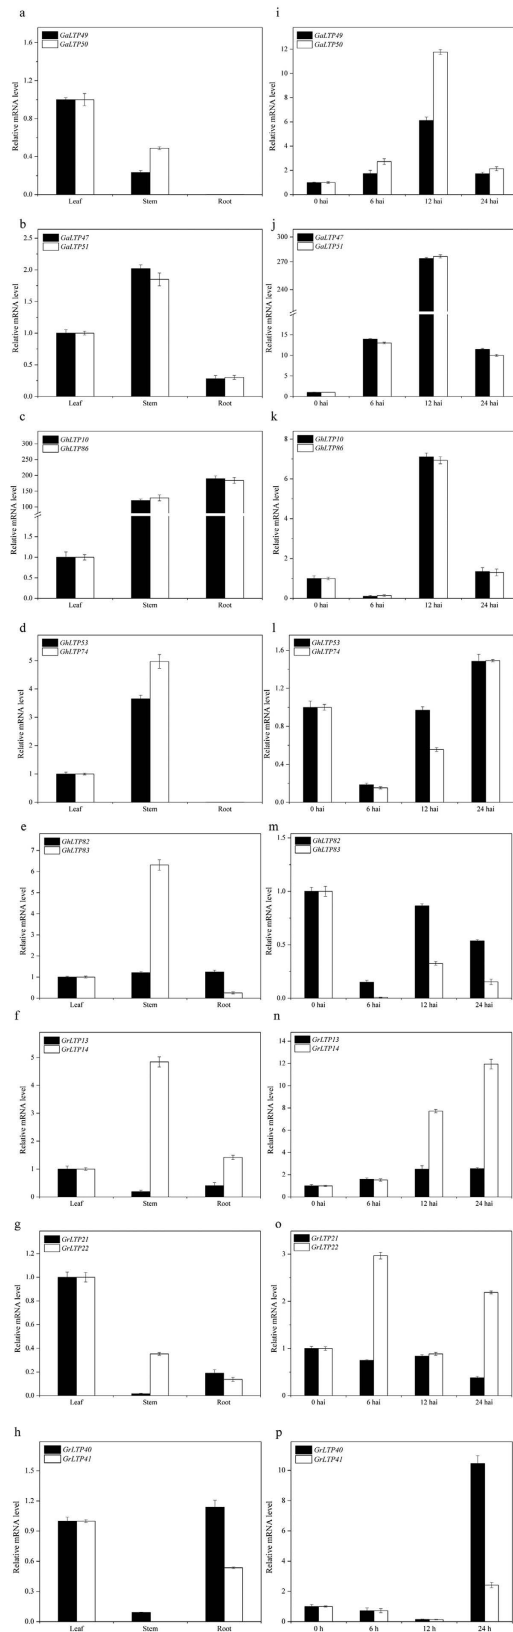 a
GaLTP49
GaLTP50
Relative mRNA level
1.6
1.2
0.8
0.4
0.0
Leaf Stem Root
i
GaLTP49
GaLTP50
Relative mRNA level
12
10
8
6
4
2
0
0 hai 6 hai 12 hai 24 hai
b
GaLTP47
GaLTP51
Relative mRNA level
2.5
2.0
1.5
1.0
0.5
0.0
Leaf Stem Root
j
GaLTP47
GaLTP51
Relative mRNA level
300
270
240
15
10
5
0
0 hai 6 hai 12 hai 24 hai
c
GhLTP10
GhLTP86
Relative mRNA level
300
250
200
150
100
1.5
1.0
0.5
0.0
Leaf Stem Root
k
GhLTP10
GhLTP86
Relative mRNA level
6
4
2
0
0 hai 6 hai 12 hai 24 hai
d
GhLTP53
GhLTP74
Relative mRNA level
5
4
3
2
1
0
Leaf Stem Root
l
GhLTP53
GhLTP74
Relative mRNA level
1.6
1.2
0.8
0.4
0.0
0 hai 6 hai 12 hai 24 hai
e
GhLTP82
GhLTP83
Relative mRNA level
7
6
5
4
3
2
1
0
Leaf Stem Root
m
GhLTP82
GhLTP83
Relative mRNA level
1.5
1.0
0.5
0.0
0 hai 6 hai 12 hai 24 hai
f
GrLTP13
GrLTP14
Relative mRNA level
5
4
3
2
1
0
Leaf Stem Root
n
GrLTP13
GrLTP14
Relative mRNA level
14
12
10
8
6
4
2
0
0 hai 6 hai 12 hai 24 hai
g
GrLTP21
GrLTP22
Relative mRNA level
1.2
1.0
0.8
0.6
0.4
0.2
0.0
Leaf Stem Root
o
GrLTP21
GrLTP22
Relative mRNA level
3
2
1
0
0 hai 6 hai 12 hai 24 hai
h
GrLTP40
GrLTP41
Relative mRNA level
1.5
1.2
0.9
0.6
0.3
0.0
Leaf Stem Root
p
GrLTP40
GrLTP41
Relative mRNA level
10
8
6
4
2
0
0 h 6 h 12 h 24 h